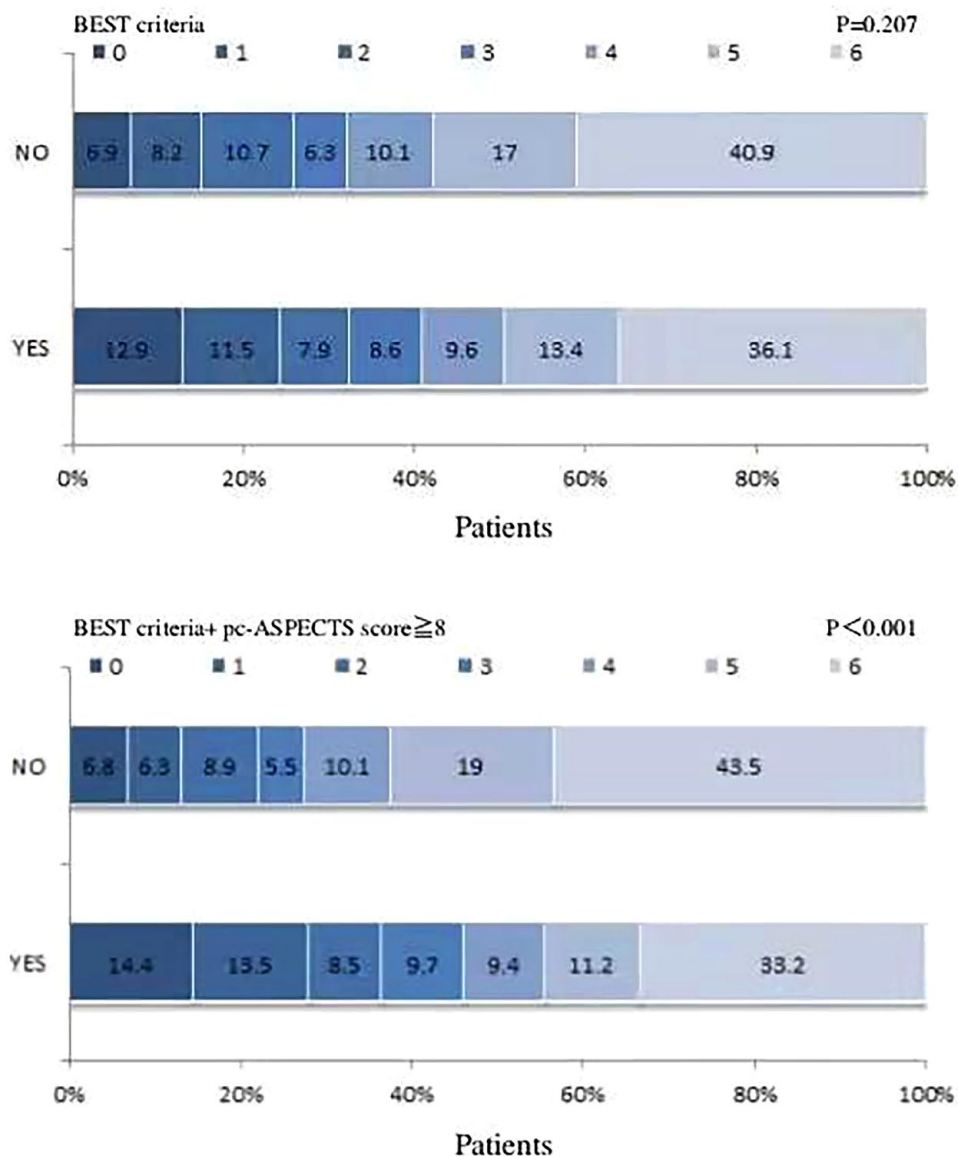 BEST criteria P=0.207
0 1 2 3 4 5 6
NO 6.9 8.2 10.7 6.3 10.1 17 40.9
YES 12.9 11.5 7.9 8.6 9.6 13.4 36.1
0% 20% 40% 60% 80% 100%
Patients
BEST criteria+ pc-ASPECTS score≧8 P<0.001
0 1 2 3 4 5 6
NO 6.8 6.3 8.9 5.5 10.1 19 43.5
YES 14.4 13.5 8.5 9.7 9.4 11.2 33.2
0% 20% 40% 60% 80% 100%
Patients